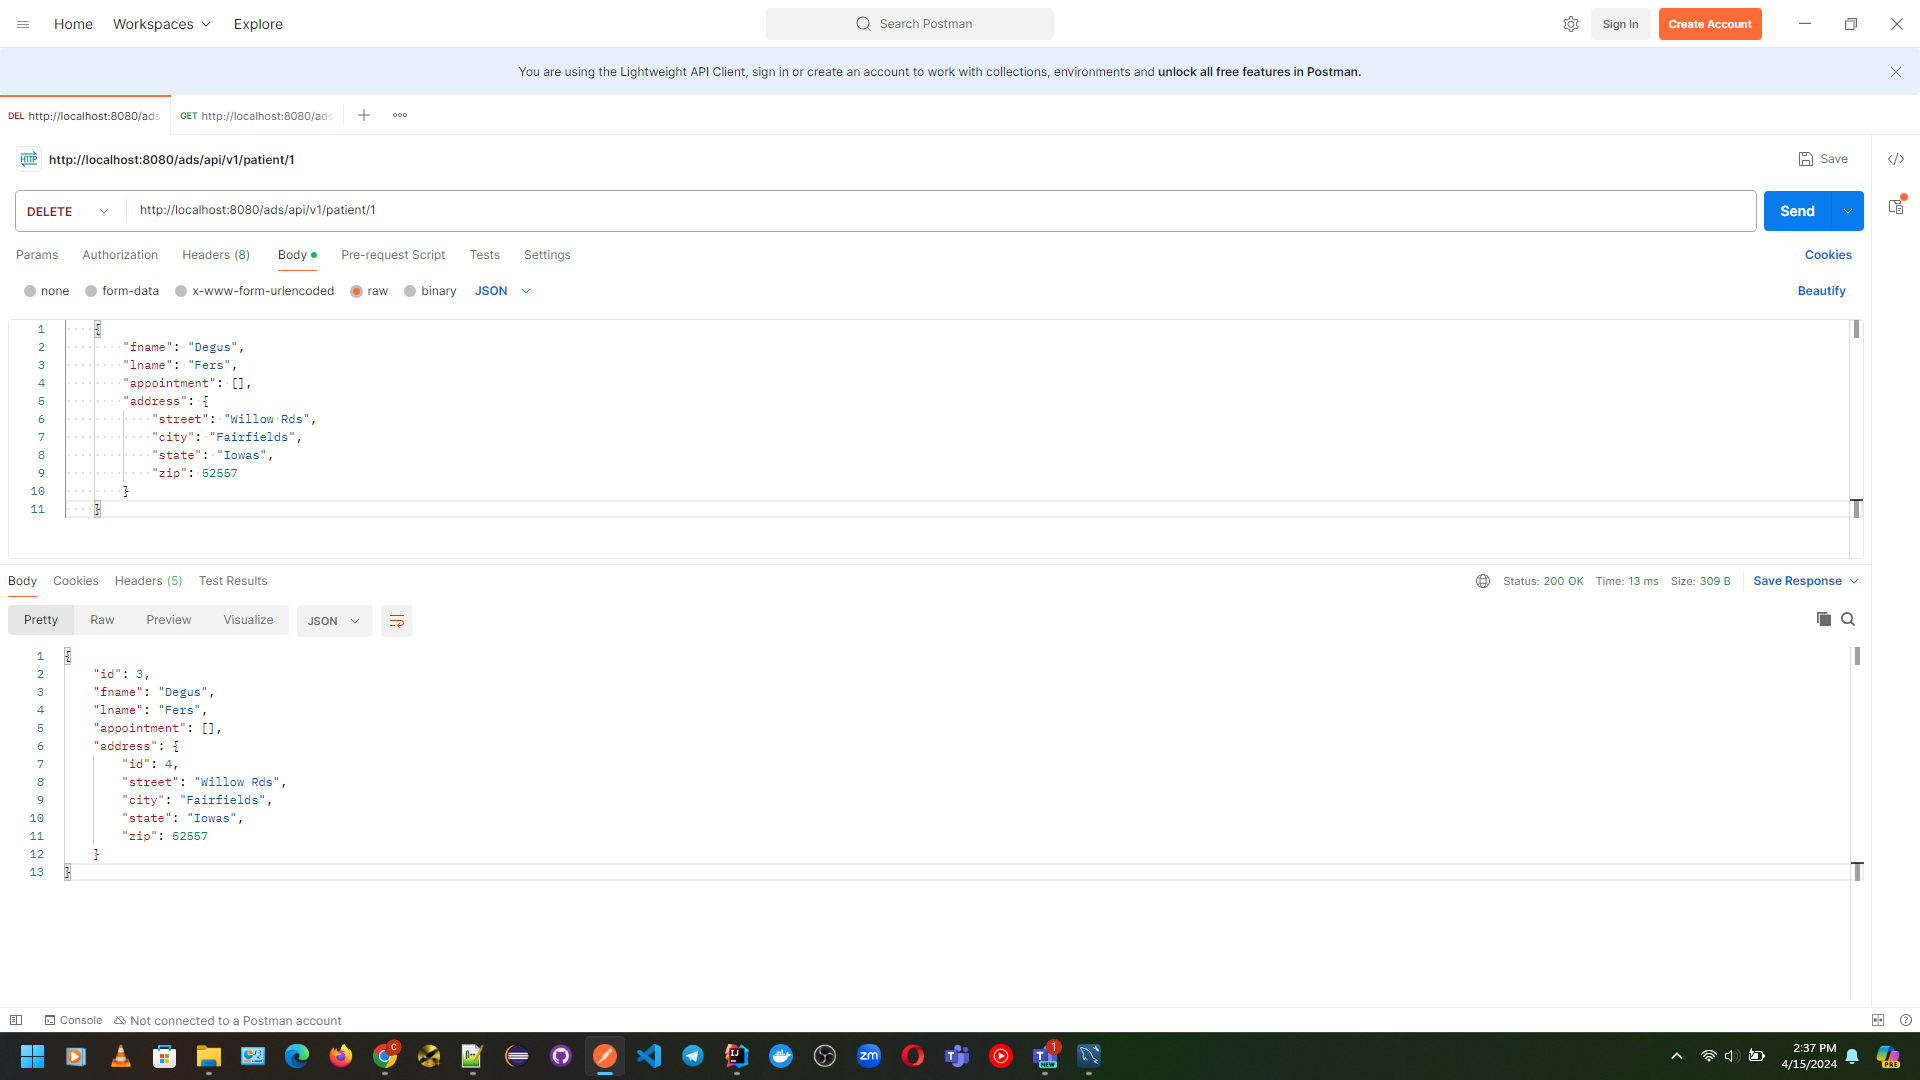 Home Workspaces Explore Search Postman Sign In Create Account
You are using the Lightweight API Client, sign in or create an account to work with collections, environments and unlock all free features in Postman.
DEL http://localhost:8080/ads GET http://localhost:8080/ads
HTTP http://localhost:8080/ads/api/v1/patient/1 Save
DELETE http://localhost:8080/ads/api/v1/patient/1 Send
Params Authorization Headers (8) Body Pre-request Script Tests Settings Cookies
none form-data x-www-form-urlencoded raw binary JSON Beautify
1 {
2 "fname": "Degus",
3 "lname": "Fers",
4 "appointment": [],
5 "address": {
6 "street": "Willow Rds",
7 "city": "Fairfields",
8 "state": "Iowas",
9 "zip": 52557
10 }
11 }
Body Cookies Headers (5) Test Results Status: 200 OK Time: 13 ms Size: 309 B Save Response
Pretty Raw Preview Visualize JSON
1 {
2 "id": 3,
3 "fname": "Degus",
4 "lname": "Fers",
5 "appointment": [],
6 "address": {
7 "id": 4,
8 "street": "Willow Rds",
9 "city": "Fairfields",
10 "state": "Iowas",
11 "zip": 52557
12 }
13 }
Console Not connected to a Postman account
zm 1 NEW PRE
2:37 PM
4/15/2024